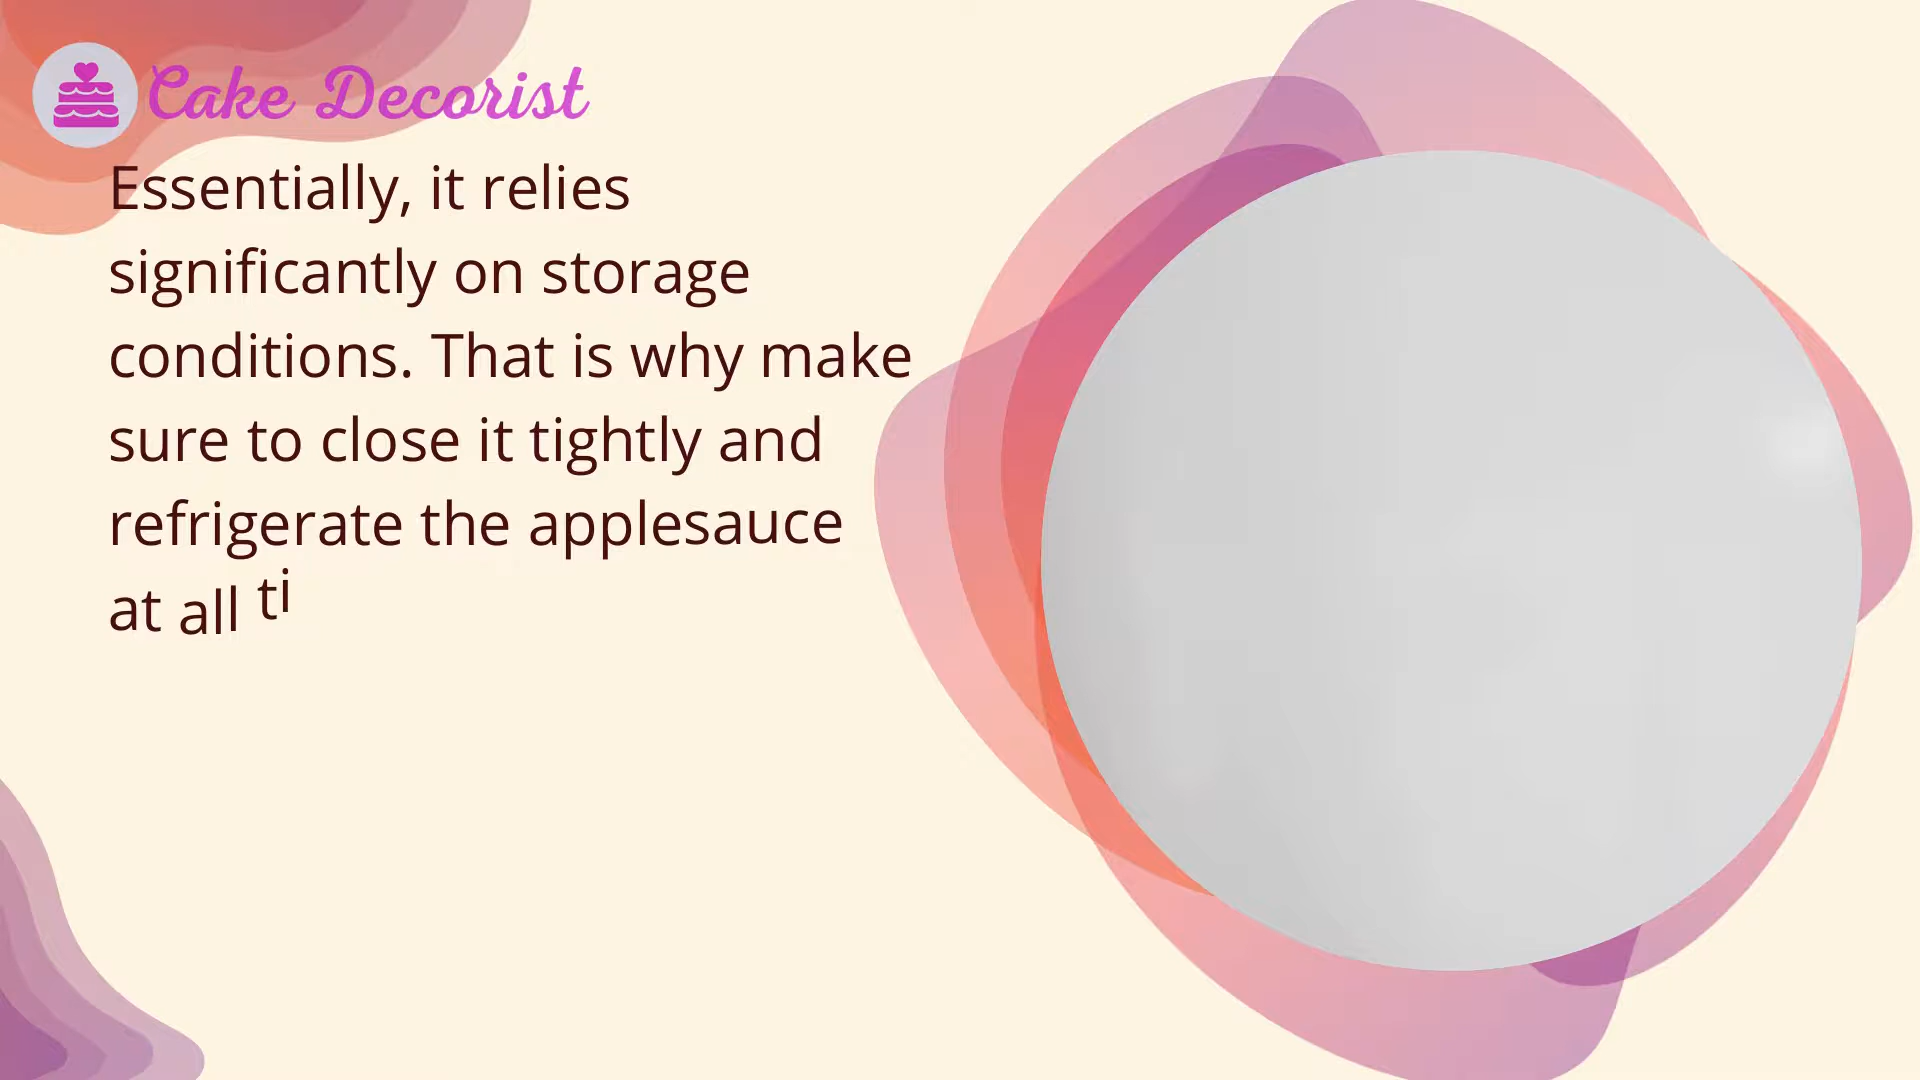 Cake Decorist
Essentially, it relies
significantly on storage
conditions. That is why make
sure to close it tightly and
refrigerate the applesauce
at all ti